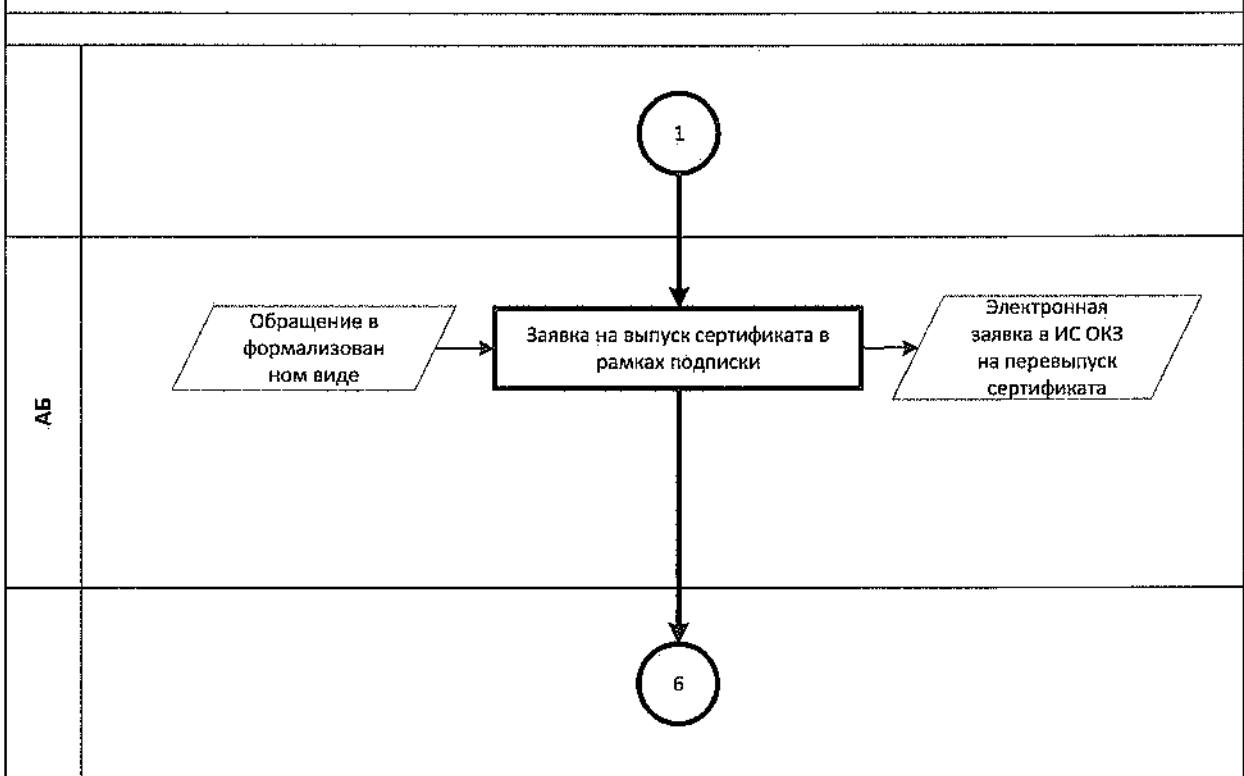 1
Обращение в
формализован
ном виде
Заявка на выпуск сертификата в
рамках подписки
Электронная
заявка в ИС ОКЗ
на перевыпуск
сертификата
АБ
6